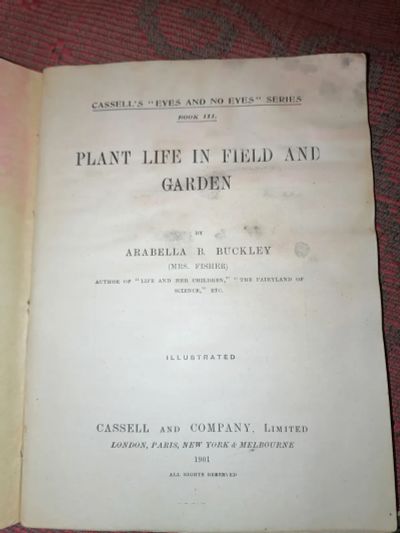 CASSELL'S "EYES AND NO EYES" SERIES
BOOK III.
PLANT LIFE IN FIELD AND
GARDEN
BY
ARABELLA B. BUCKLEY
(MRS. FISHER)
AUTHOR OF "LIFE AND HER CHILDREN," "THE FAIRYLAND OF
SCIENCE," ETC.
ILLUSTRATED
CASSELL AND COMPANY, LIMITED
LONDON, PARIS, NEW YORK & MELBOURNE
1901
ALL RIGHTS RESERVED